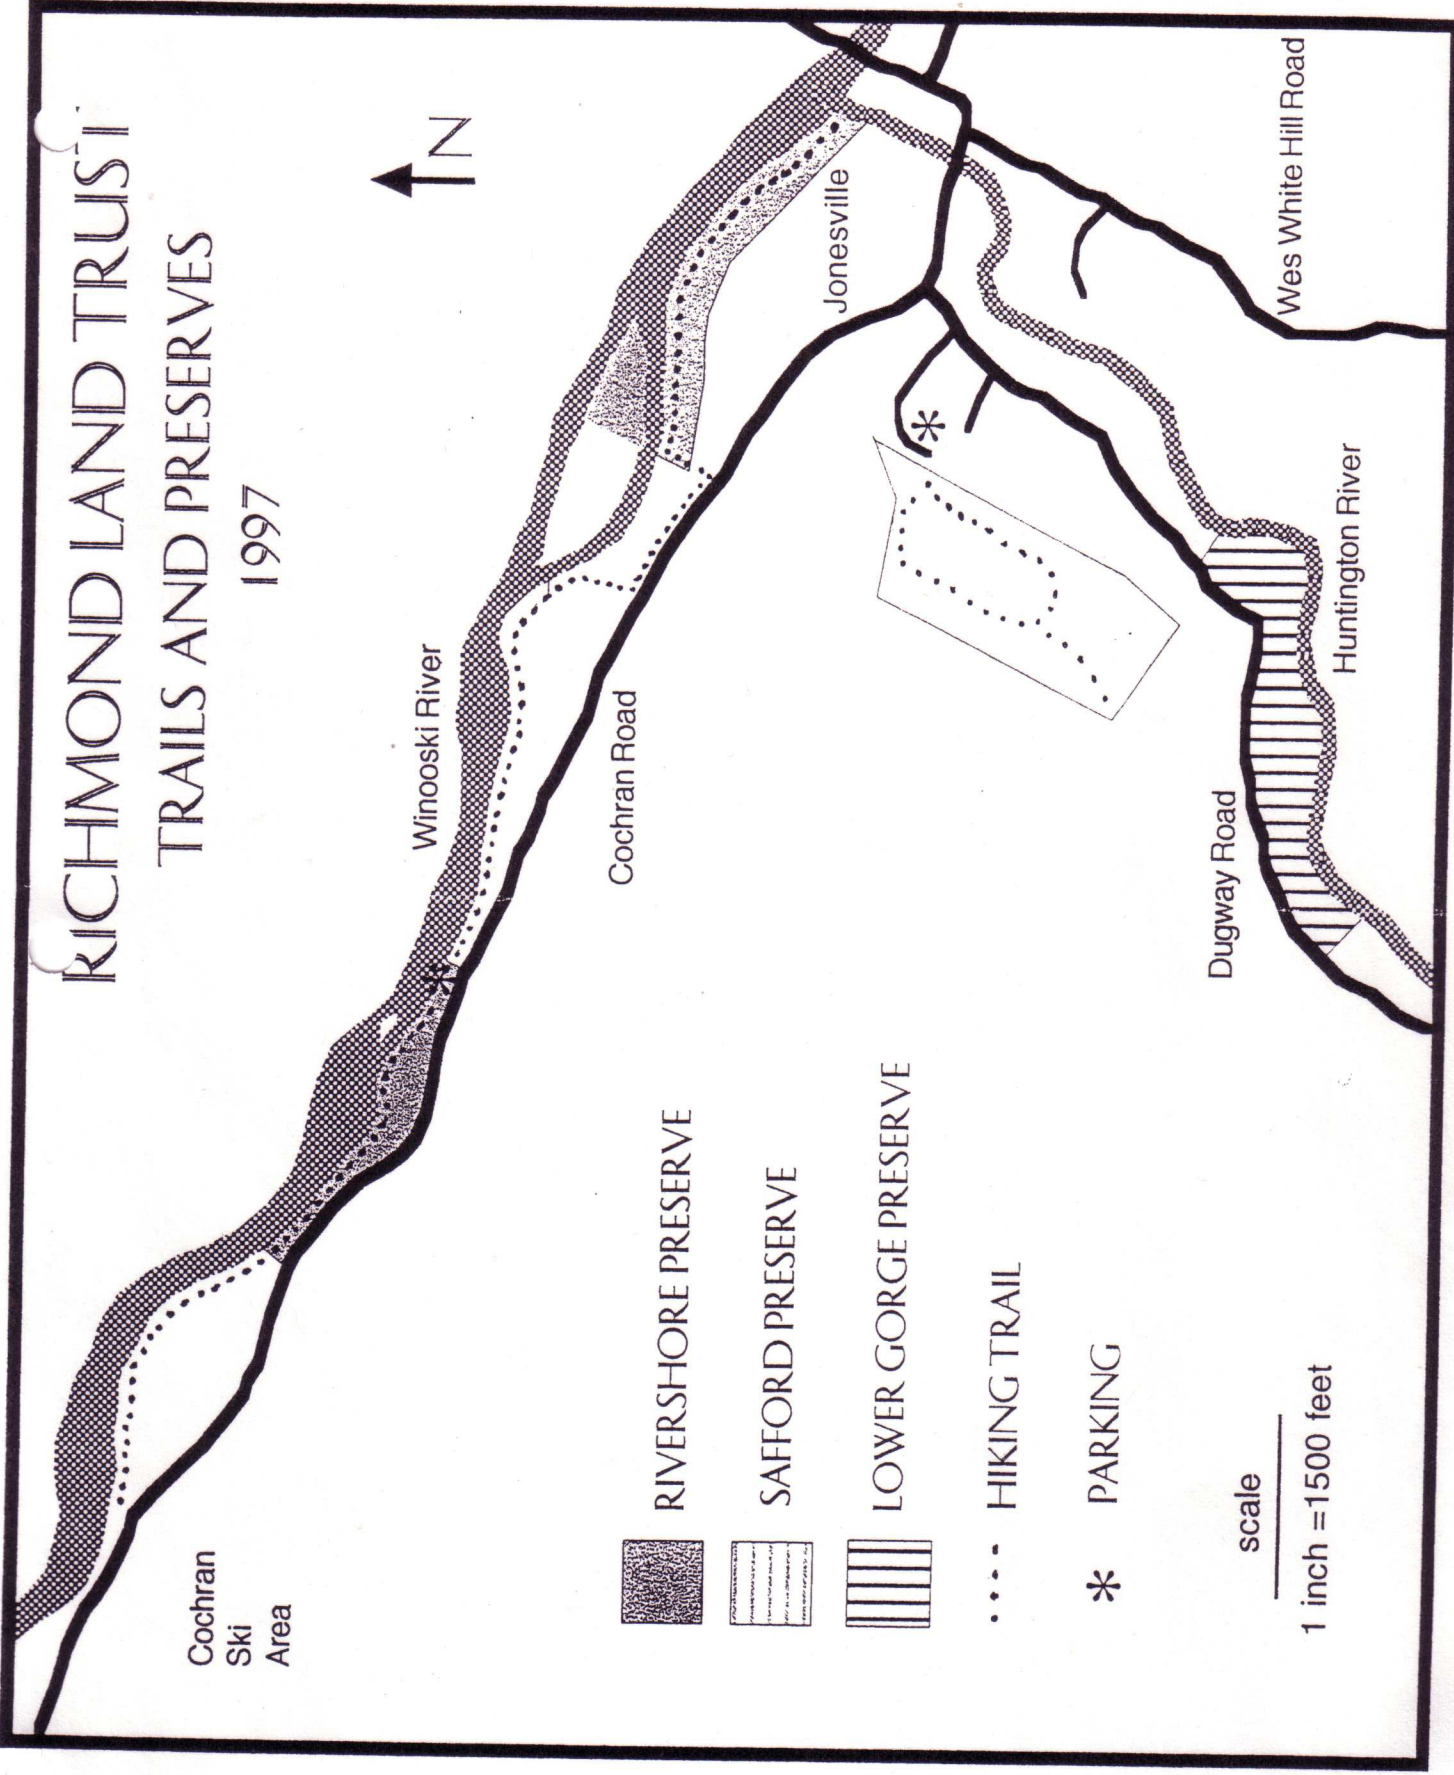 RICHMOND LAND TRUST
TRAILS AND PRESERVES
1997
N
Winooski River
Cochran Road
Jonesville
Cochran
Ski
Area
Dugway Road
Huntington River
Wes White Hill Road
RIVERSHORE PRESERVE
SAFFORD PRESERVE
LOWER GORGE PRESERVE
HIKING TRAIL
* PARKING
scale
1 inch =1500 feet